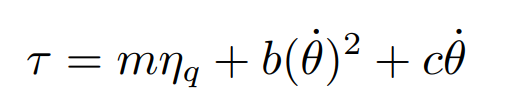 τ = mη_q + b(θ̇)² + cθ̇